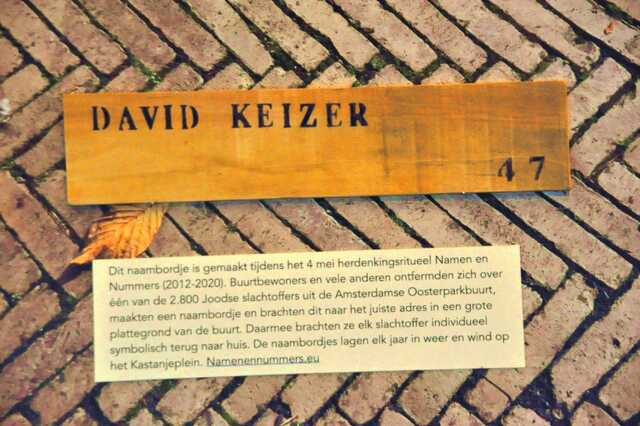 DAVID KEIZER
47
Dit naambordje is gemaakt tijdens het 4 mei herdenkingsritueel Namen en
Nummers (2012-2020). Buurtbewoners en vele anderen ontfermden zich over
één van de 2.800 Joodse slachtoffers uit de Amsterdamse Oosterparkbuurt,
maakten een naambordje en brachten dit naar het juiste adres in een grote
plattegrond van de buurt. Daarmee brachten ze elk slachtoffer individueel
symbolisch terug naar huis. De naambordjes lagen elk jaar in weer en wind op
het Kastanjeplein. Namenennummers.eu